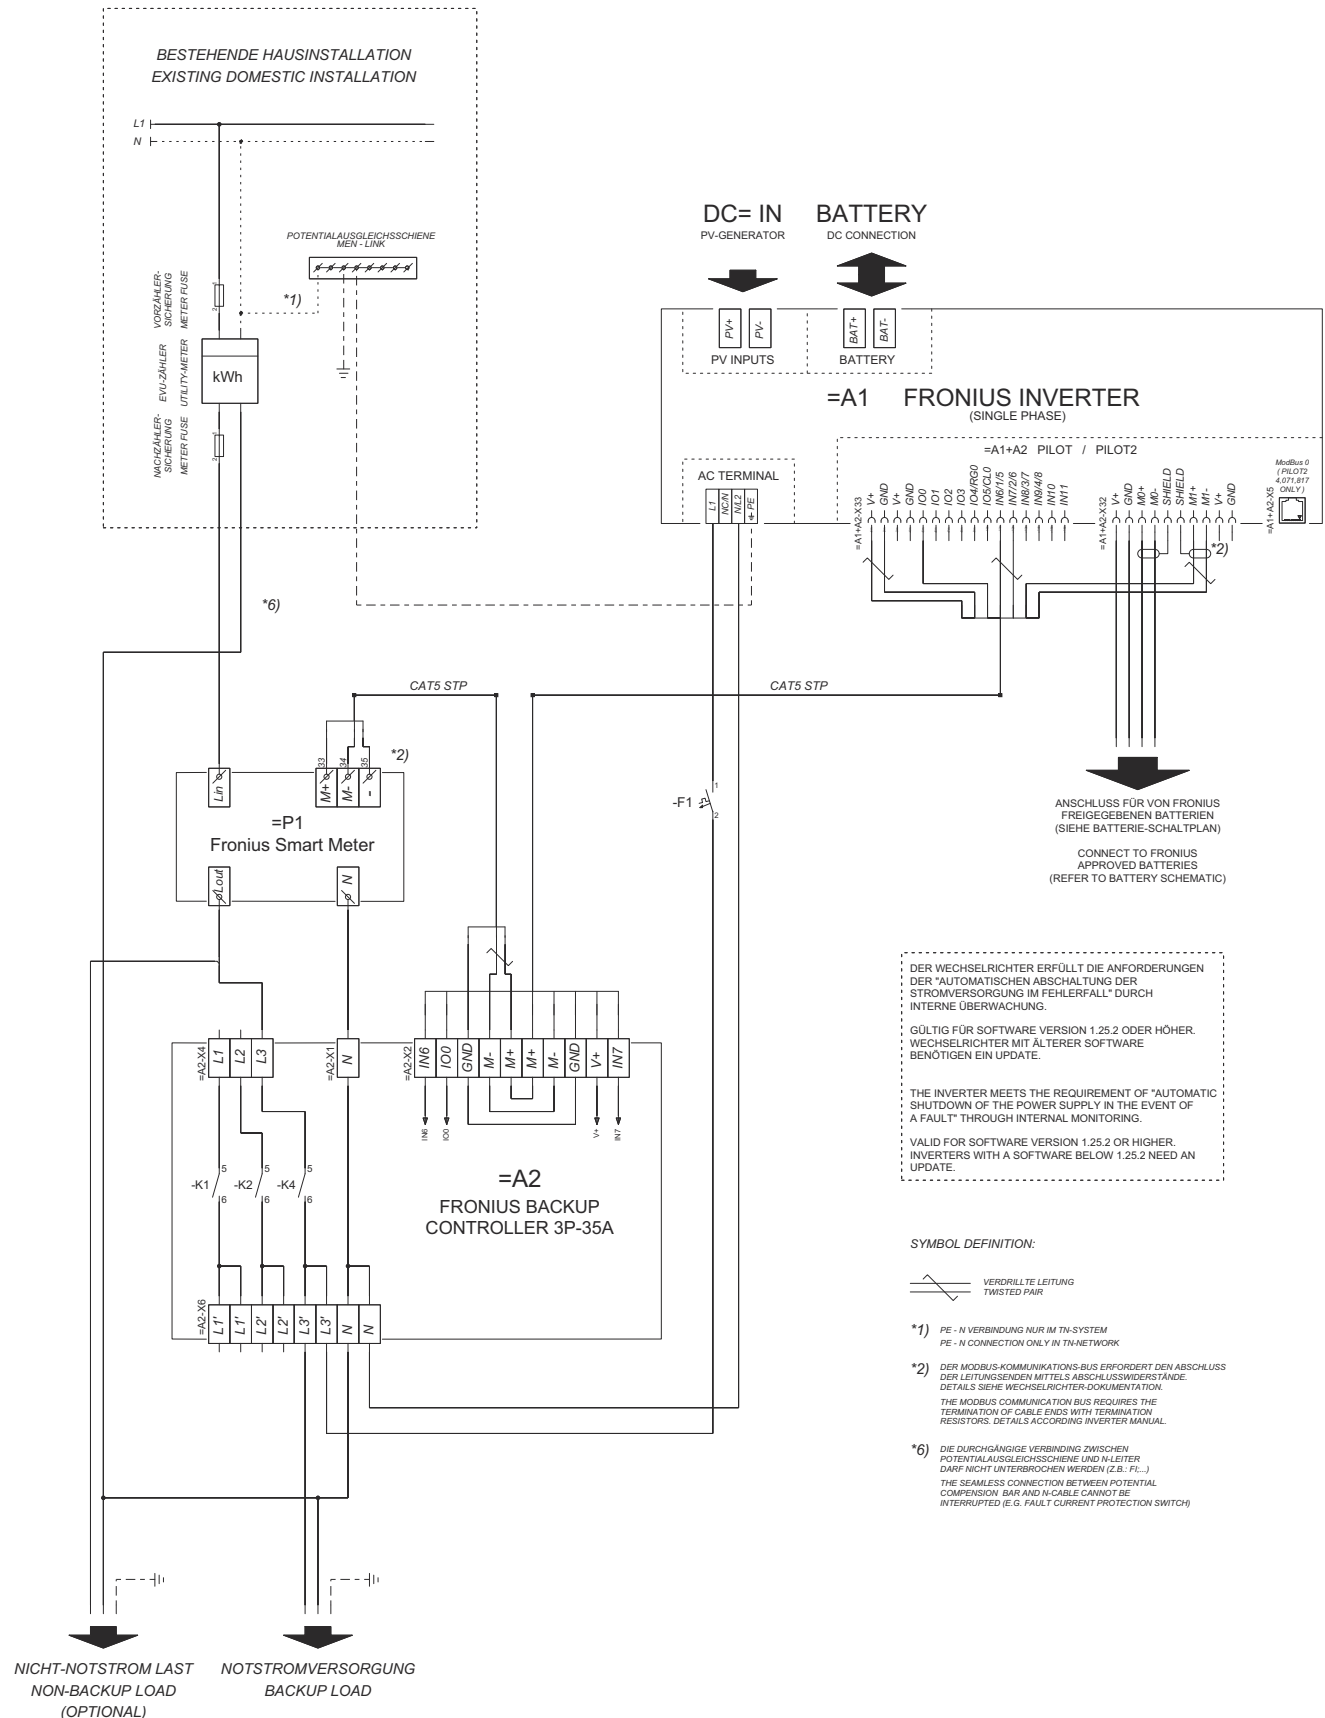 BESTEHENDE HAUSINSTALLATION
EXISTING DOMESTIC INSTALLATION
L1
N
POTENTIALAUSGLEICHSSCHIENE
MEN - LINK
*1)
VORZÄHLER-
SICHERUNG
METER FUSE
1
2
EVU-ZÄHLER
UTILITY-METER
kWh
NACHZÄHLER-
SICHERUNG
METER FUSE
1
2
*6)
DC= IN
PV-GENERATOR
BATTERY
DC CONNECTION
PV+
PV-
PV INPUTS
BAT+
BAT-
BATTERY
=A1 FRONIUS INVERTER
(SINGLE PHASE)
AC TERMINAL
L1
NC/N
N/L2
PE
=A1+A2 PILOT / PILOT2
=A1+A2-X33
V+
GND
V+
GND
IO0
IO1
IO2
IO3
IO4/RG0
IO5/CL0
IN6/1/5
IN7/2/6
IN8/3/7
IN9/4/8
IN10
IN11
=A1+A2-X32
V+
GND
M0+
M0-
SHIELD
SHIELD
M1+
M1-
V+
GND
ModBus 0
( PILOT2
4,071,817
ONLY )
=A1+A2-X5
*2)
CAT5 STP
CAT5 STP
Lin
M+
M-
-
33
34
35
*2)
=P1
Fronius Smart Meter
Lout
N
-F1
1
2
ANSCHLUSS FÜR VON FRONIUS
FREIGEGEBENEN BATTERIEN
(SIEHE BATTERIE-SCHALTPLAN)
CONNECT TO FRONIUS
APPROVED BATTERIES
(REFER TO BATTERY SCHEMATIC)
=A2-X4
L1
L2
L3
=A2-X1
N
=A2-X2
IN6
IO0
GND
M-
M+
M+
M-
GND
V+
IN7
IN6
IO0
V+
IN7
-K1
5
6
-K2
5
6
-K4
5
6
=A2
FRONIUS BACKUP
CONTROLLER 3P-35A
=A2-X6
L1'
L1'
L2'
L2'
L3'
L3'
N
N
DER WECHSELRICHTER ERFÜLLT DIE ANFORDERUNGEN
DER "AUTOMATISCHEN ABSCHALTUNG DER
STROMVERSORGUNG IM FEHLERFALL" DURCH
INTERNE ÜBERWACHUNG.
GÜLTIG FÜR SOFTWARE VERSION 1.25.2 ODER HÖHER.
WECHSELRICHTER MIT ÄLTERER SOFTWARE
BENÖTIGEN EIN UPDATE.
THE INVERTER MEETS THE REQUIREMENT OF "AUTOMATIC
SHUTDOWN OF THE POWER SUPPLY IN THE EVENT OF
A FAULT" THROUGH INTERNAL MONITORING.
VALID FOR SOFTWARE VERSION 1.25.2 OR HIGHER.
INVERTERS WITH A SOFTWARE BELOW 1.25.2 NEED AN
UPDATE.
SYMBOL DEFINITION:
VERDRILLTE LEITUNG
TWISTED PAIR
*1) PE - N VERBINDUNG NUR IM TN-SYSTEM
PE - N CONNECTION ONLY IN TN-NETWORK
*2) DER MODBUS-KOMMUNIKATIONS-BUS ERFORDERT DEN ABSCHLUSS
DER LEITUNGSENDEN MITTELS ABSCHLUSSWIDERSTÄNDE.
DETAILS SIEHE WECHSELRICHTER-DOKUMENTATION.
THE MODBUS COMMUNICATION BUS REQUIRES THE
TERMINATION OF CABLE ENDS WITH TERMINATION
RESISTORS. DETAILS ACCORDING INVERTER MANUAL.
*6) DIE DURCHGÄNGIGE VERBINDING ZWISCHEN
POTENTIALAUSGLEICHSSCHIENE UND N-LEITER
DARF NICHT UNTERBROCHEN WERDEN (Z.B.: FI;...)
THE SEAMLESS CONNECTION BETWEEN POTENTIAL
COMPENSION BAR AND N-CABLE CANNOT BE
INTERRUPTED (E.G. FAULT CURRENT PROTECTION SWITCH)
NICHT-NOTSTROM LAST
NON-BACKUP LOAD
(OPTIONAL)
NOTSTROMVERSORGUNG
BACKUP LOAD